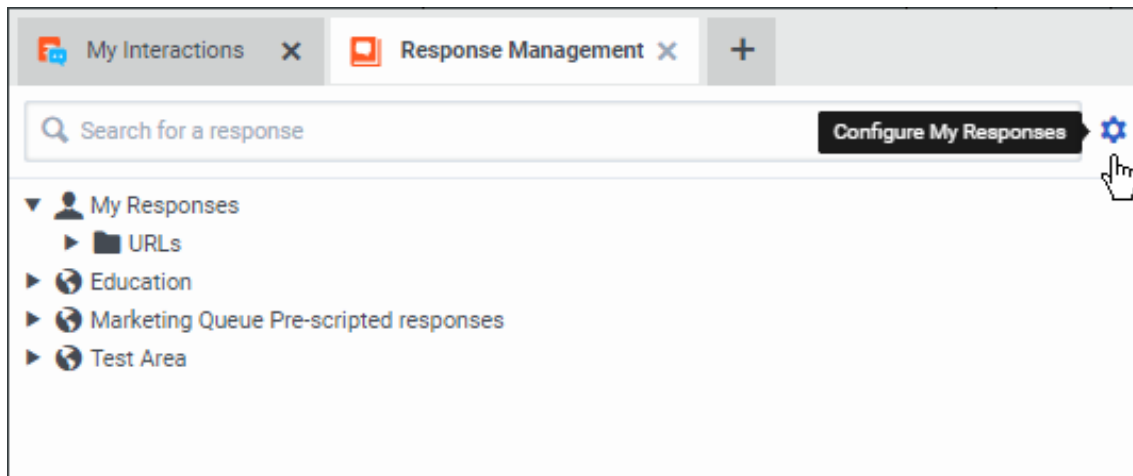 My Interactions
Response Management
Search for a response
Configure My Responses
My Responses
URLs
Education
Marketing Queue Pre-scripted responses
Test Area